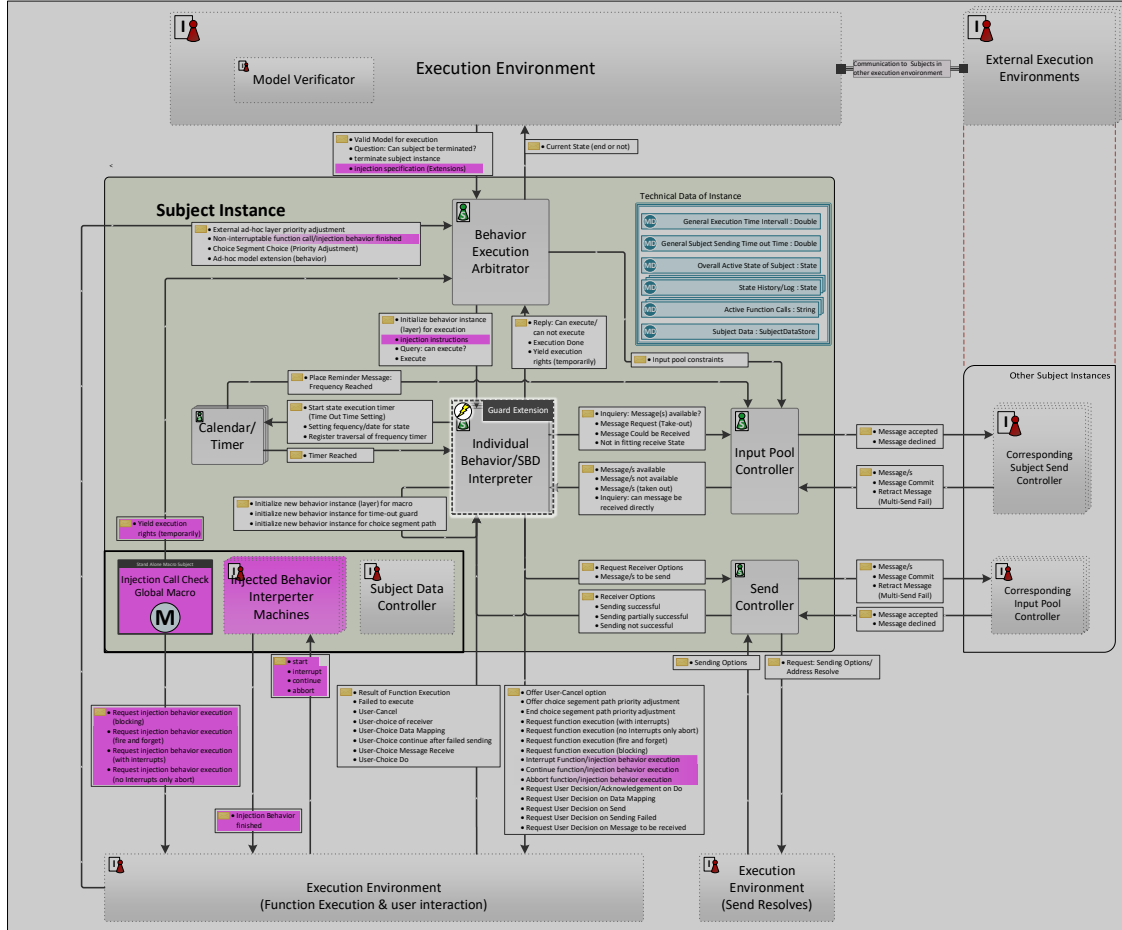 I
Execution Environment
I
Model Verificator
Communication to Subjects in
other execution envoironment
I
External Execution
Environments
• Valid Model for execution
• Question: Can subject be terminated?
• terminate subject instance
• injection specification (Extensions)
• Current State (end or not)
<
Subject Instance
• External ad-hoc layer priority adjustment
• Non-interruptable function call/injection behavior finished
• Choice Segment Choice (Priority Adjustment)
• Ad-hoc model extension (behavior)
Behavior
Execution
Arbitrator
Technical Data of Instance
MD General Execution Time Intervall : Double
MD General Subject Sending Time out Time : Double
MD Overall Active State of Subject : State
MD State History/Log : State
MD Active Function Calls : String
MD Subject Data : SubjectDataStore
• Initialize behavior instance
(layer) for execution
• injection instructions
• Query: can execute?
• Execute
• Reply: Can execute/
can not execute
• Execution Done
• Yield execution
rights (temporarily)
• Input pool constraints
• Place Reminder Message:
Frequency Reached
Other Subject Instances
Calendar/
Timer
• Start state execution timer
(Time Out Time Setting)
• Setting fequency/date for state
• Register traversal of frequency timer
• Timer Reached
Guard Extension
Individual
Behavior/SBD
Interpreter
• Inquiery: Message(s) available?
• Message Request (Take-out)
• Message Could be Received
• Not in fitting receive State
• Message/s available
• Message/s not available
• Message/s (taken out)
• Inquiery: can message be
received directly
Input Pool
Controller
• Message accepted
• Message declined
• Message/s
• Message Commit
• Retract Message
(Multi-Send Fail)
I
Corresponding
Subject Send
Controller
• Initialize new behavior instance (layer) for macro
• initialize new behavior instance for time-out guard
• initialize new behavior instance for choice segment path
• Yield execution
rights (temporarily)
Stand Alone Macro Subject
Injection Call Check
Global Macro
M
I
Injected Behavior
Interperter
Machines
I
Subject Data
Controller
• Request Receiver Options
• Message/s to be send
• Receiver Options
• Sending successful
• Sending partially successful
• Sending not successful
Send
Controller
• Message/s
• Message Commit
• Retract Message
(Multi-Send Fail)
• Message accepted
• Message declined
I
Corresponding
Input Pool
Controller
• start
• interrupt
• continue
• abbort
• Sending Options
• Request: Sending Options/
Address Resolve
• Request injection behavior execution
(blocking)
• Request injection behavior execution
(fire and forget)
• Request injection behavior execution
(with interrupts)
• Request injection behavior execution
(no Interrupts only abort)
• Result of Function Execution
• Failed to execute
• User-Cancel
• User-choice of receiver
• User-Choice Data Mapping
• User-Choice continue after failed sending
• User-Choice Message Receive
• User-Choice Do
• Offer User-Cancel option
• Offer choice segement path priority adjustment
• End choice segement path priority adjustment
• Request function execution (with interrupts)
• Request function execution (no Interrupts only abort)
• Request function execution (fire and forget)
• Request function execution (blocking)
• Interrupt Function/injection behavior execution
• Continue function/injection behavior execution
• Abbort function/injection behavior execution
• Request User Decision/Acknowledgement on Do
• Request User Decision on Data Mapping
• Request User Decision on Send
• Request User Decision on Sending Failed
• Request User Decision on Message to be received
• Injection Behavior
finished
I
Execution Environment
(Function Execution & user interaction)
I
Execution
Environment
(Send Resolves)